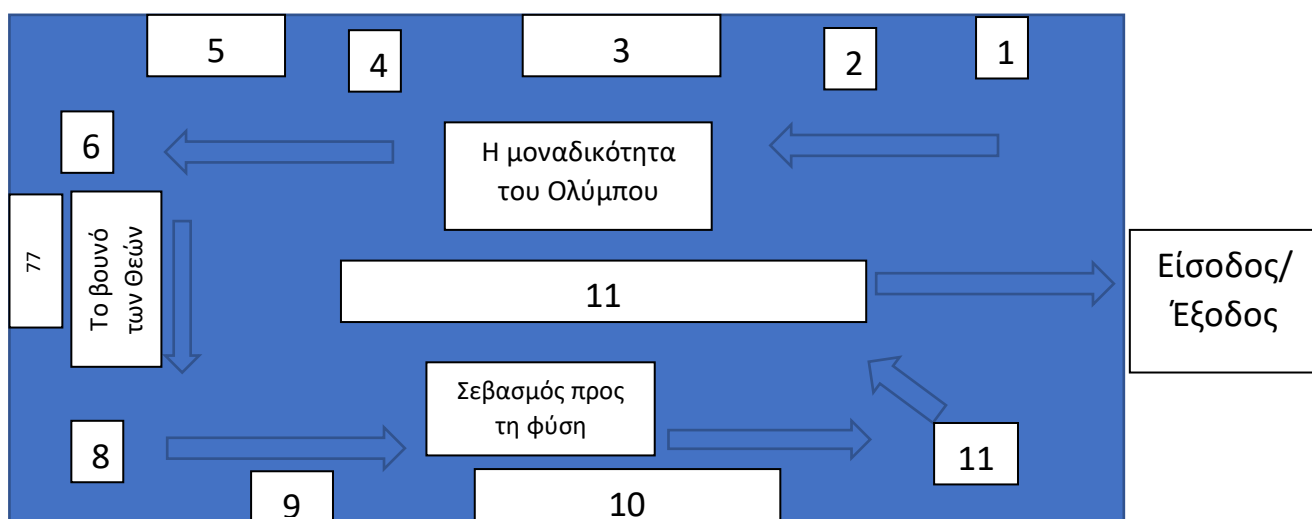 5
4
3
2
1
6
Η μοναδικότητα
του Ολύμπου
77
Το βουνό
των Θεών
11
Είσοδος/
Έξοδος
Σεβασμός προς
τη φύση
8
11
9
10